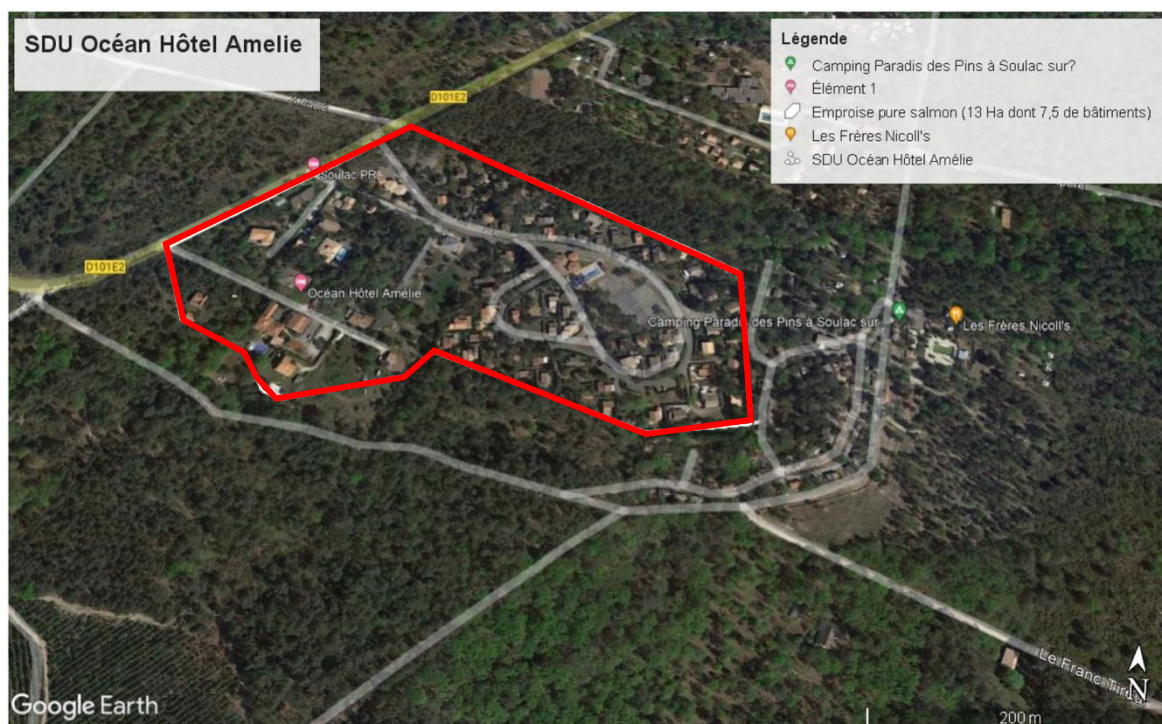 SDU Océan Hôtel Amelie
Légende
Camping Paradis des Pins à Soulac sur?
Élément 1
Emproise pure salmon (13 Ha dont 7,5 de bâtiments)
Les Frères Nicoll's
SDU Océan Hôtel Amélie
D101E2
Soulac PR
D101E2
Océan Hôtel Amélie
Camping Paradis des Pins à Soulac sur
Les Frères Nicoll's
Le Franc-Tireur
N
Google Earth
200 m